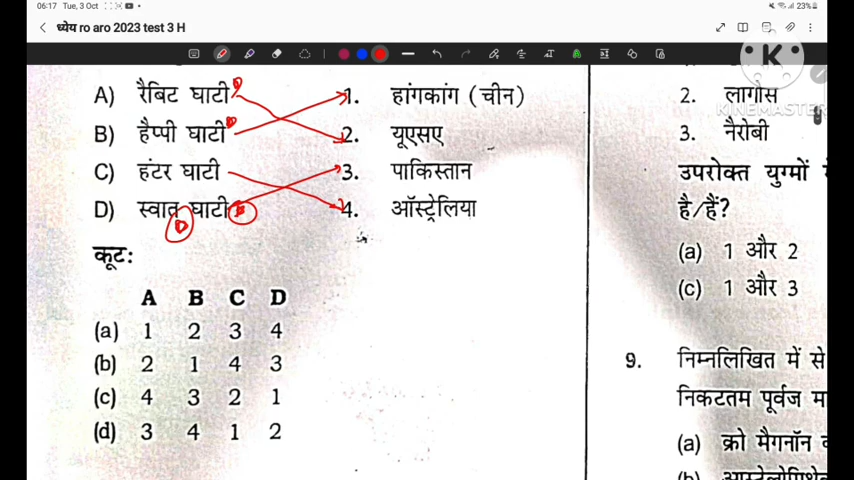 06:17 Tue, 3 Oct
23%
ध्येय ro aro 2023 test 3 H
KINEMASTER
A) रैबिट घाटी 1. हांगकांग (चीन)
B) हैप्पी घाटी 2. यूएसए
C) हंटर घाटी 3. पाकिस्तान
D) स्वात घाटी 4. ऑस्ट्रेलिया
कूटः
A B C D
(a) 1 2 3 4
(b) 2 1 4 3
(c) 4 3 2 1
(d) 3 4 1 2
2. लागोस
3. नैरोबी
उपरोक्त युग्मों
है/हैं?
(a) 1 और 2
(c) 1 और 3
9. निम्नलिखित में से
निकटतम पूर्वज
(a) क्रो मैगनॉन